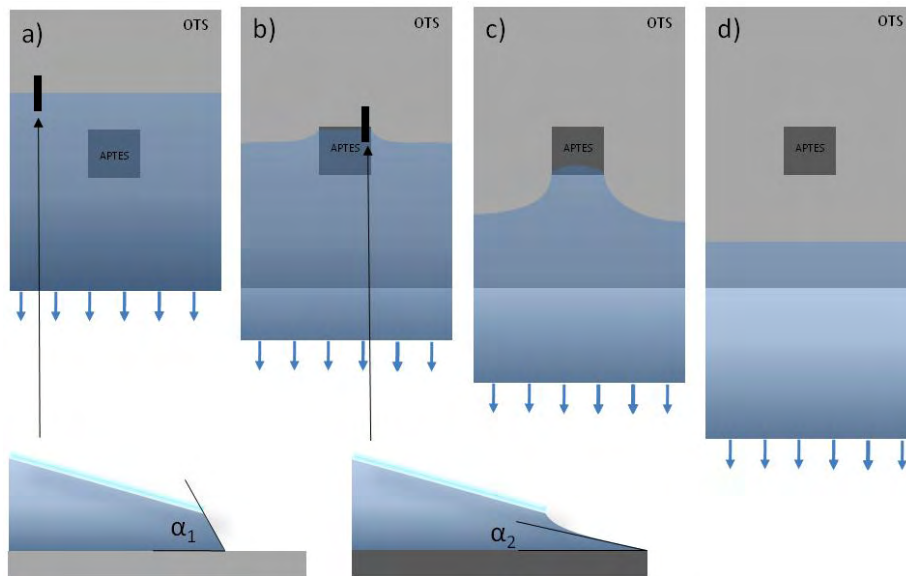 a)
OTS
APTES
b)
OTS
APTES
c)
OTS
APTES
d)
OTS
APTES
α1
α2